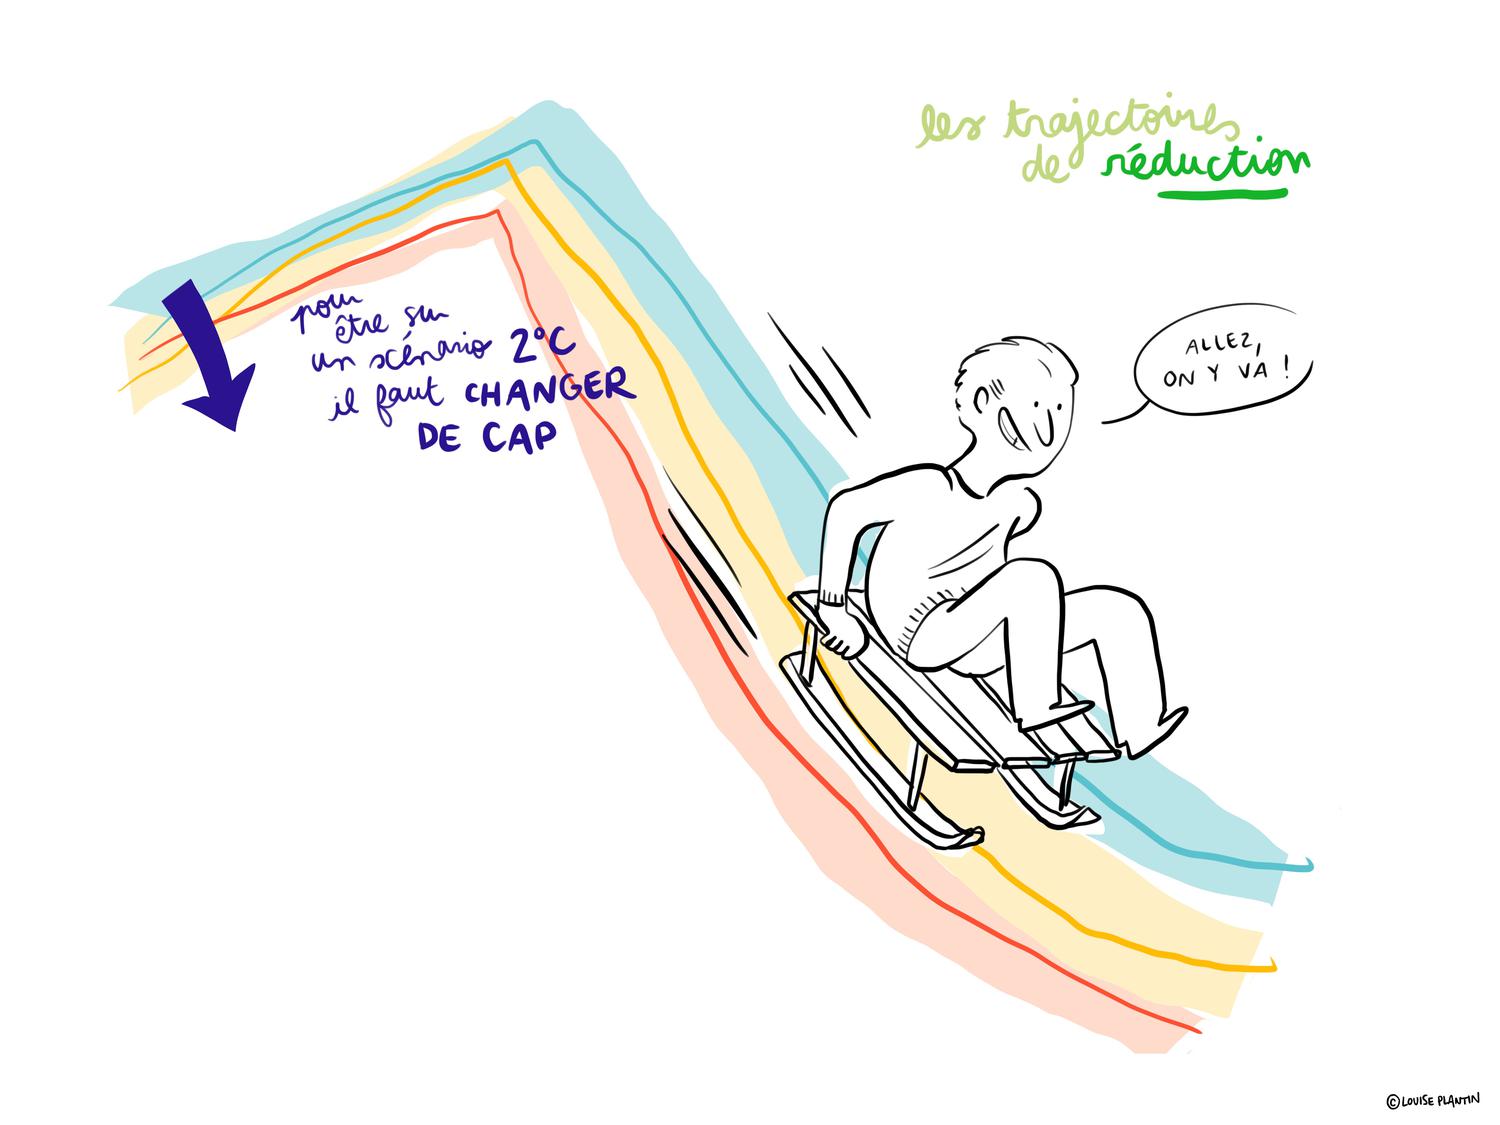 les trajectoires
de réduction
pour
être sur
un scénario 2°C
il faut CHANGER
DE CAP
ALLEZ,
ON Y VA !
© LOUISE PLANTIN